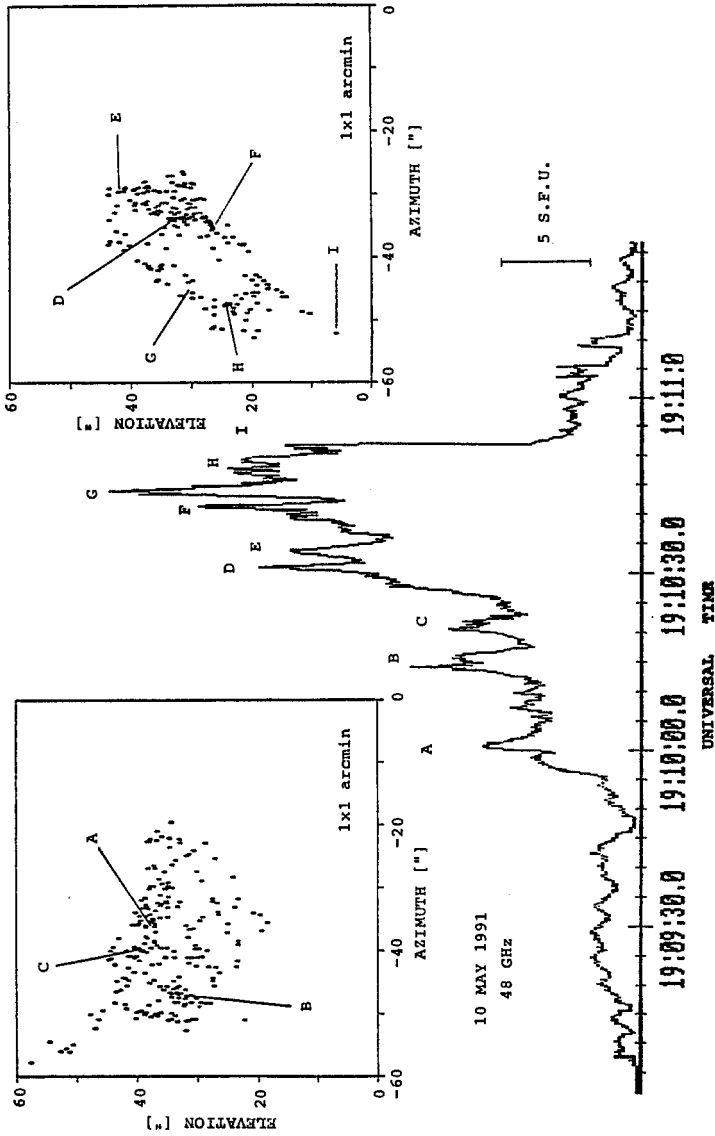 60
40
20
ELEVATION ["]
-60
-40
-20
0
AZIMUTH ["]
1x1 arcmin
A
B
C
60
40
20
0
ELEVATION ["]
-60
-40
-20
0
AZIMUTH ["]
1x1 arcmin
D
E
F
G
H
I
10 MAY 1991
48 GHz
A
B
C
D
E
F
G
H
I
5 S.F.U.
19:09:30.0
19:10:00.0
19:10:30.0
19:11:0
UNIVERSAL TIME